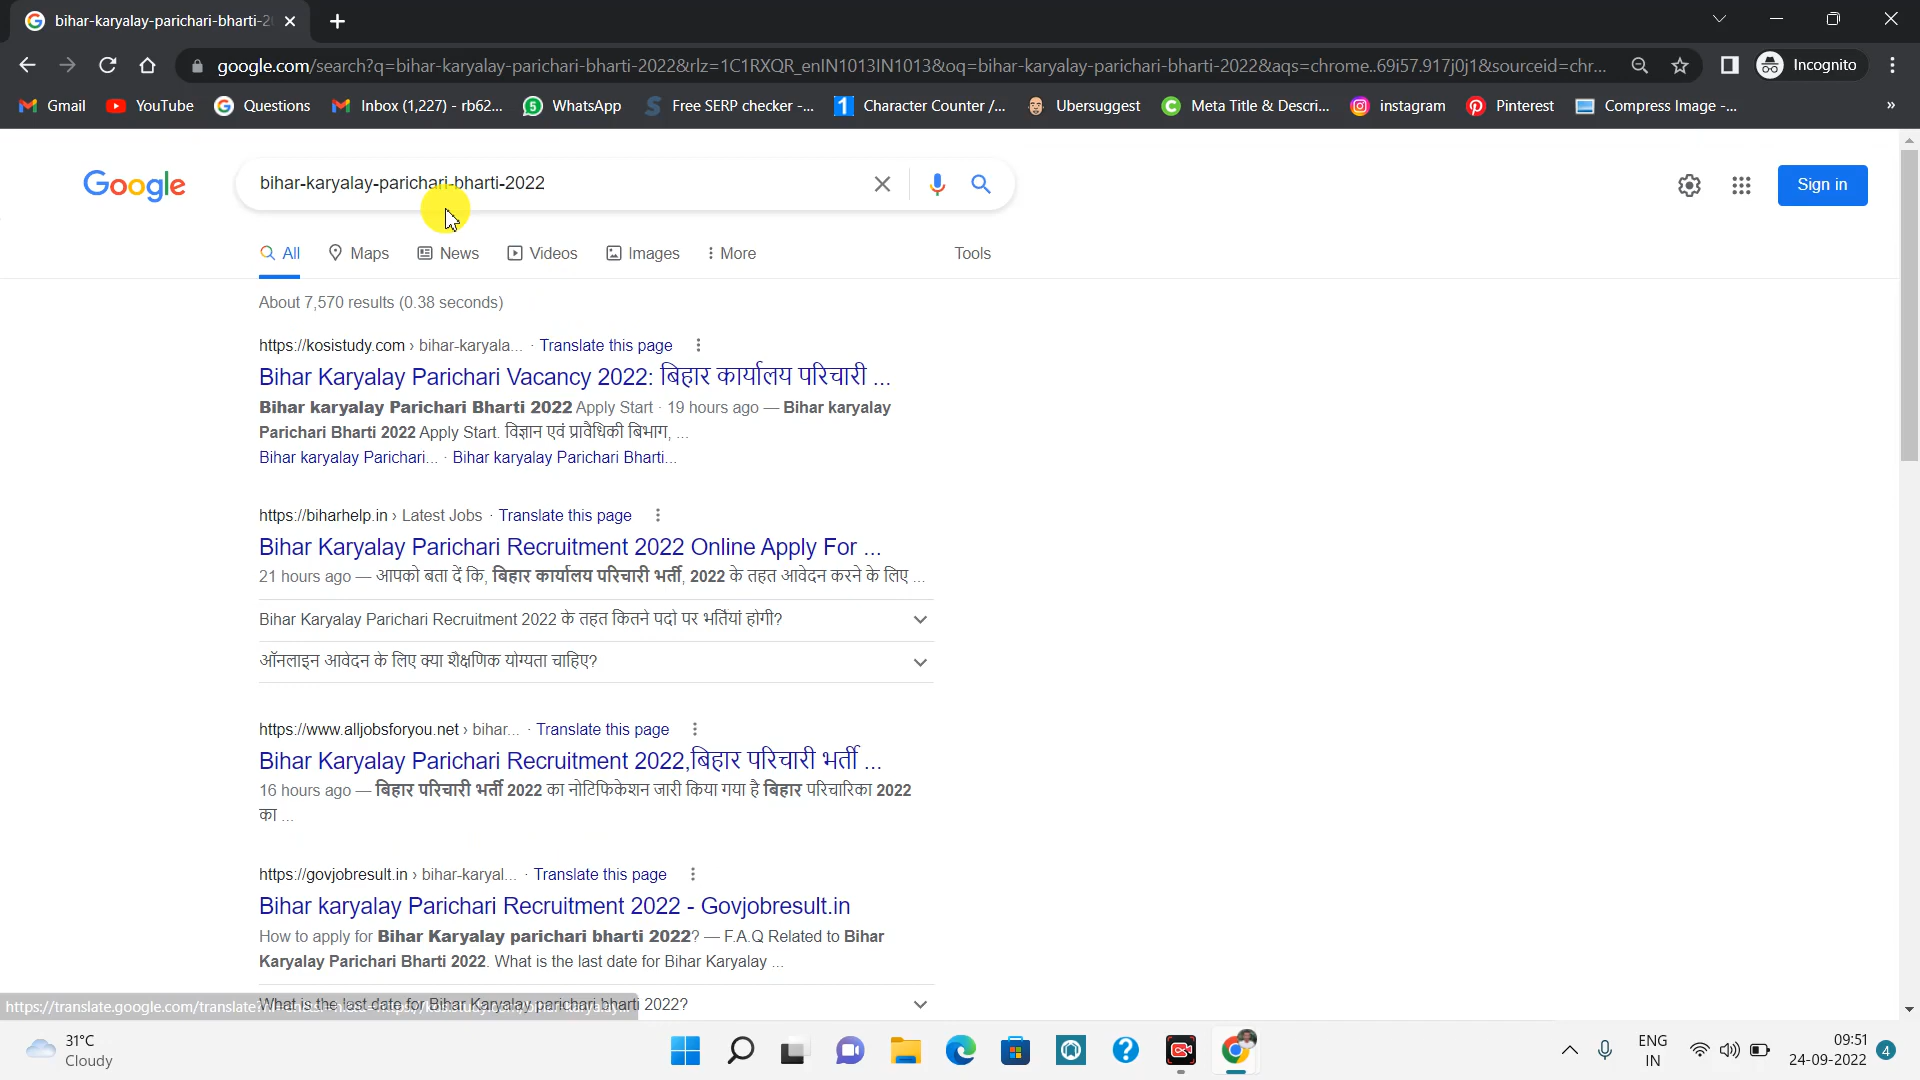 bihar-karyalay-parichari-bharti-2
google.com/search?q=bihar-karyalay-parichari-bharti-2022&rlz=1C1RXQR_enIN1013IN1013&oq=bihar-karyalay-parichari-bharti-2022&aqs=chrome..69i57.917j0j1&sourceid=chr... Incognito
Gmail YouTube Questions Inbox (1,227) - rb62... 5 WhatsApp Free SERP checker -... 1 Character Counter /... Ubersuggest Meta Title & Descri... instagram Pinterest Compress Image -... »
Google bihar-karyalay-parichari-bharti-2022 Sign in
All Maps News Videos Images More Tools
About 7,570 results (0.38 seconds)
https://kosistudy.com › bihar-karyala... · Translate this page
Bihar Karyalay Parichari Vacancy 2022: बिहार कार्यालय परिचारी ...
Bihar karyalay Parichari Bharti 2022 Apply Start · 19 hours ago — Bihar karyalay
Parichari Bharti 2022 Apply Start. विज्ञान एवं प्रावैधिकी बिभाग, ...
Bihar karyalay Parichari... · Bihar karyalay Parichari Bharti...
https://biharhelp.in › Latest Jobs · Translate this page
Bihar Karyalay Parichari Recruitment 2022 Online Apply For ...
21 hours ago — आपको बता दें कि, बिहार कार्यालय परिचारी भर्ती, 2022 के तहत आवेदन करने के लिए ...
Bihar Karyalay Parichari Recruitment 2022 के तहत कितने पदो पर भर्तियां होगी?
ऑनलाइन आवेदन के लिए क्या शैक्षणिक योग्यता चाहिए?
https://www.alljobsforyou.net › bihar... · Translate this page
Bihar Karyalay Parichari Recruitment 2022,बिहार परिचारी भर्ती ...
16 hours ago — बिहार परिचारी भर्ती 2022 का नोटिफिकेशन जारी किया गया है बिहार परिचारिका 2022
का ...
https://govjobresult.in › bihar-karyal... · Translate this page
Bihar karyalay Parichari Recruitment 2022 - Govjobresult.in
How to apply for Bihar Karyalay parichari bharti 2022? — F.A.Q Related to Bihar
Karyalay Parichari Bharti 2022. What is the last date for Bihar Karyalay ...
What is the last date for Bihar Karyalay parichari bharti 2022?
https://translate.google.com/translate?
31°C
Cloudy
ENG
IN
09:51
24-09-2022 4